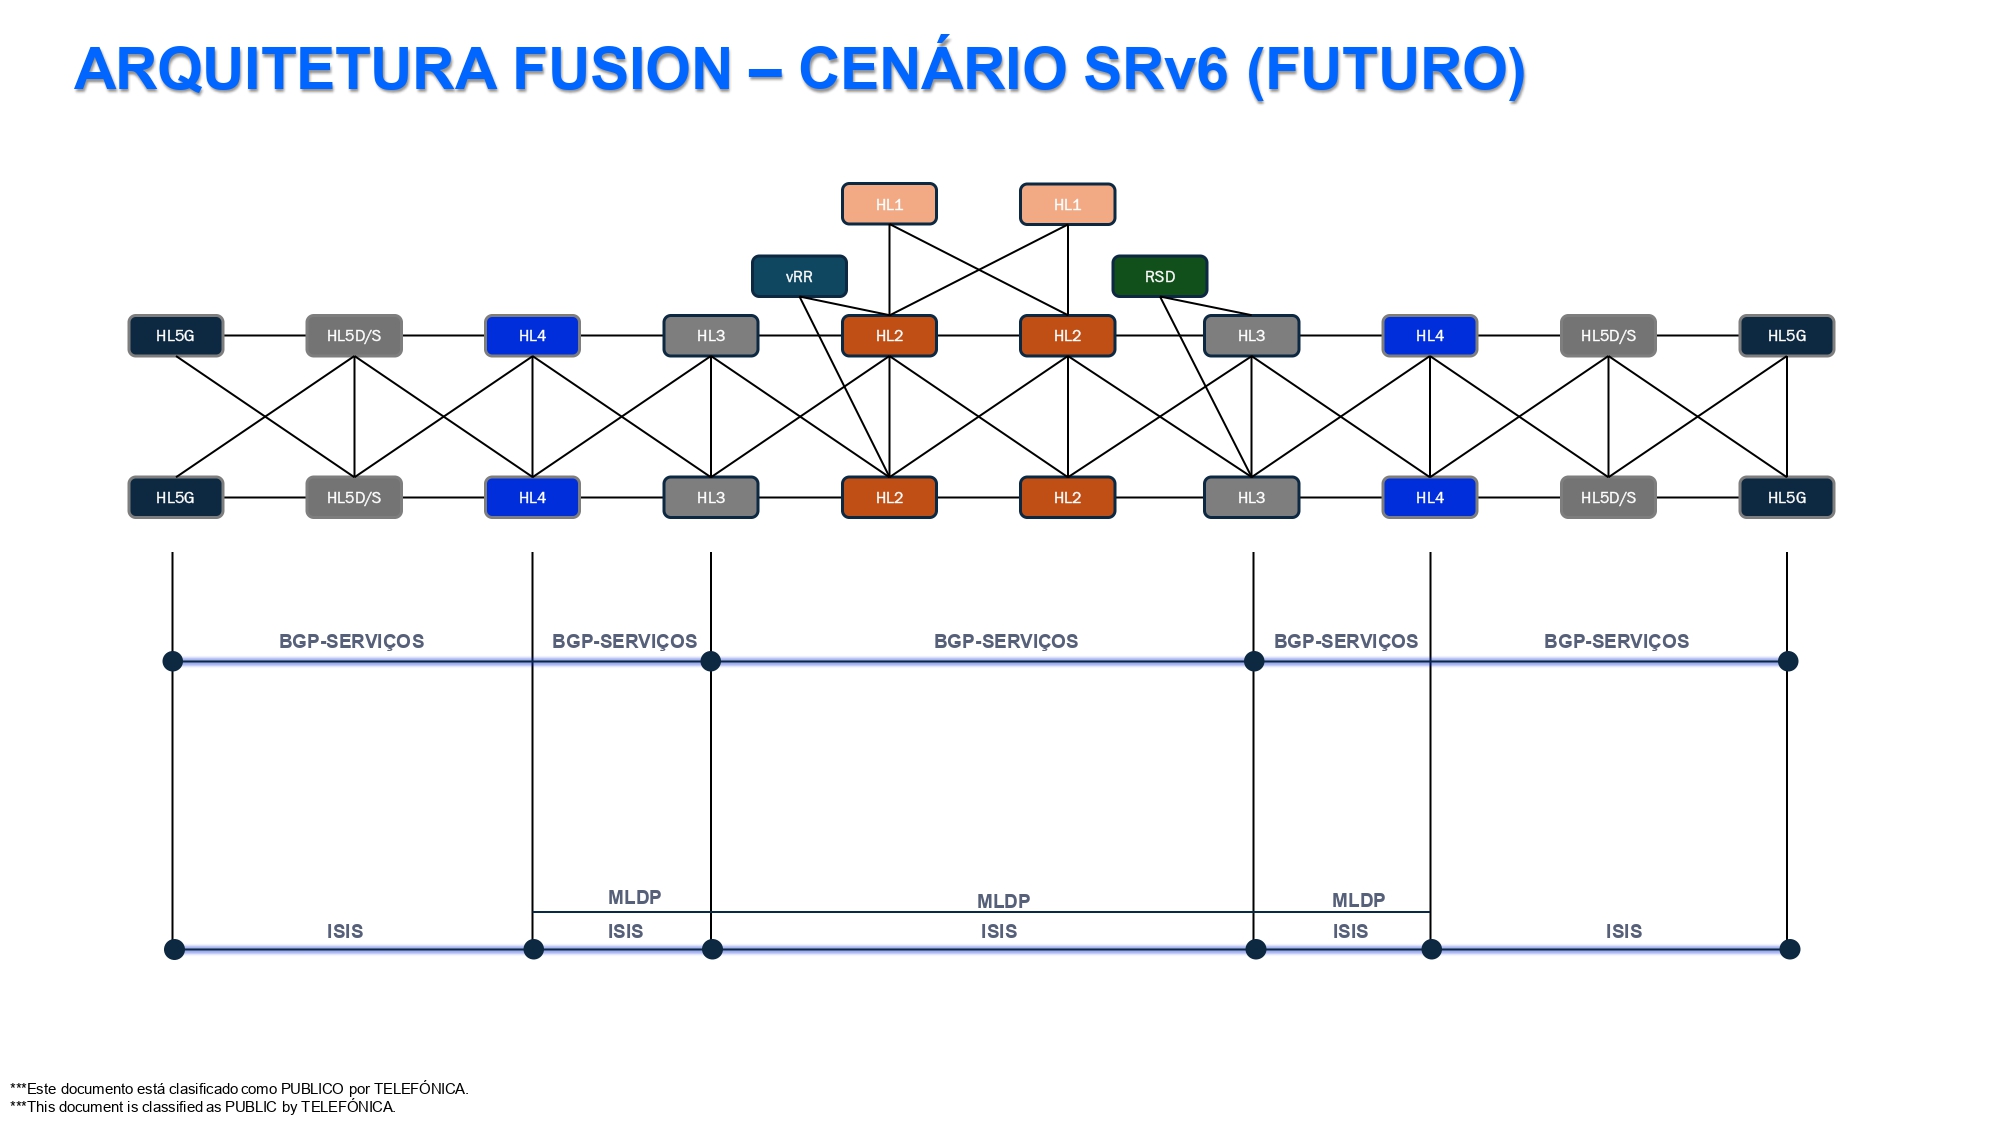 ARQUITETURA FUSION – CENÁRIO SRv6 (FUTURO)
HL1 HL1
vRR RSD
HL5G HL5D/S HL4 HL3 HL2 HL2 HL3 HL4 HL5D/S HL5G
HL5G HL5D/S HL4 HL3 HL2 HL2 HL3 HL4 HL5D/S HL5G
BGP-SERVIÇOS BGP-SERVIÇOS BGP-SERVIÇOS BGP-SERVIÇOS BGP-SERVIÇOS
MLDP MLDP MLDP
ISIS ISIS ISIS ISIS ISIS
***Este documento está clasificado como PUBLICO por TELEFÓNICA.
***This document is classified as PUBLIC by TELEFÓNICA.